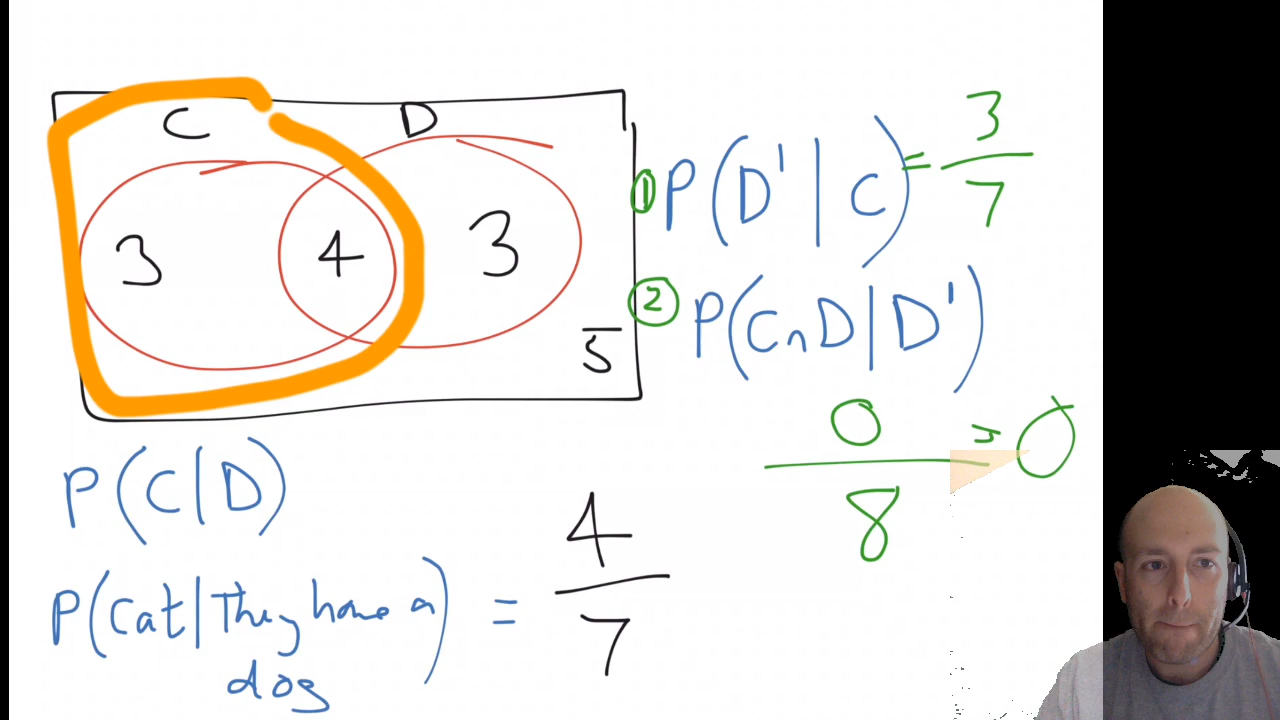 C D
3 4 3
5
① P(D'|C) = 3/7
② P(C∩D|D')
0/8 = 0
P(C|D)
P(Cat|They have a) = 4/7
dog